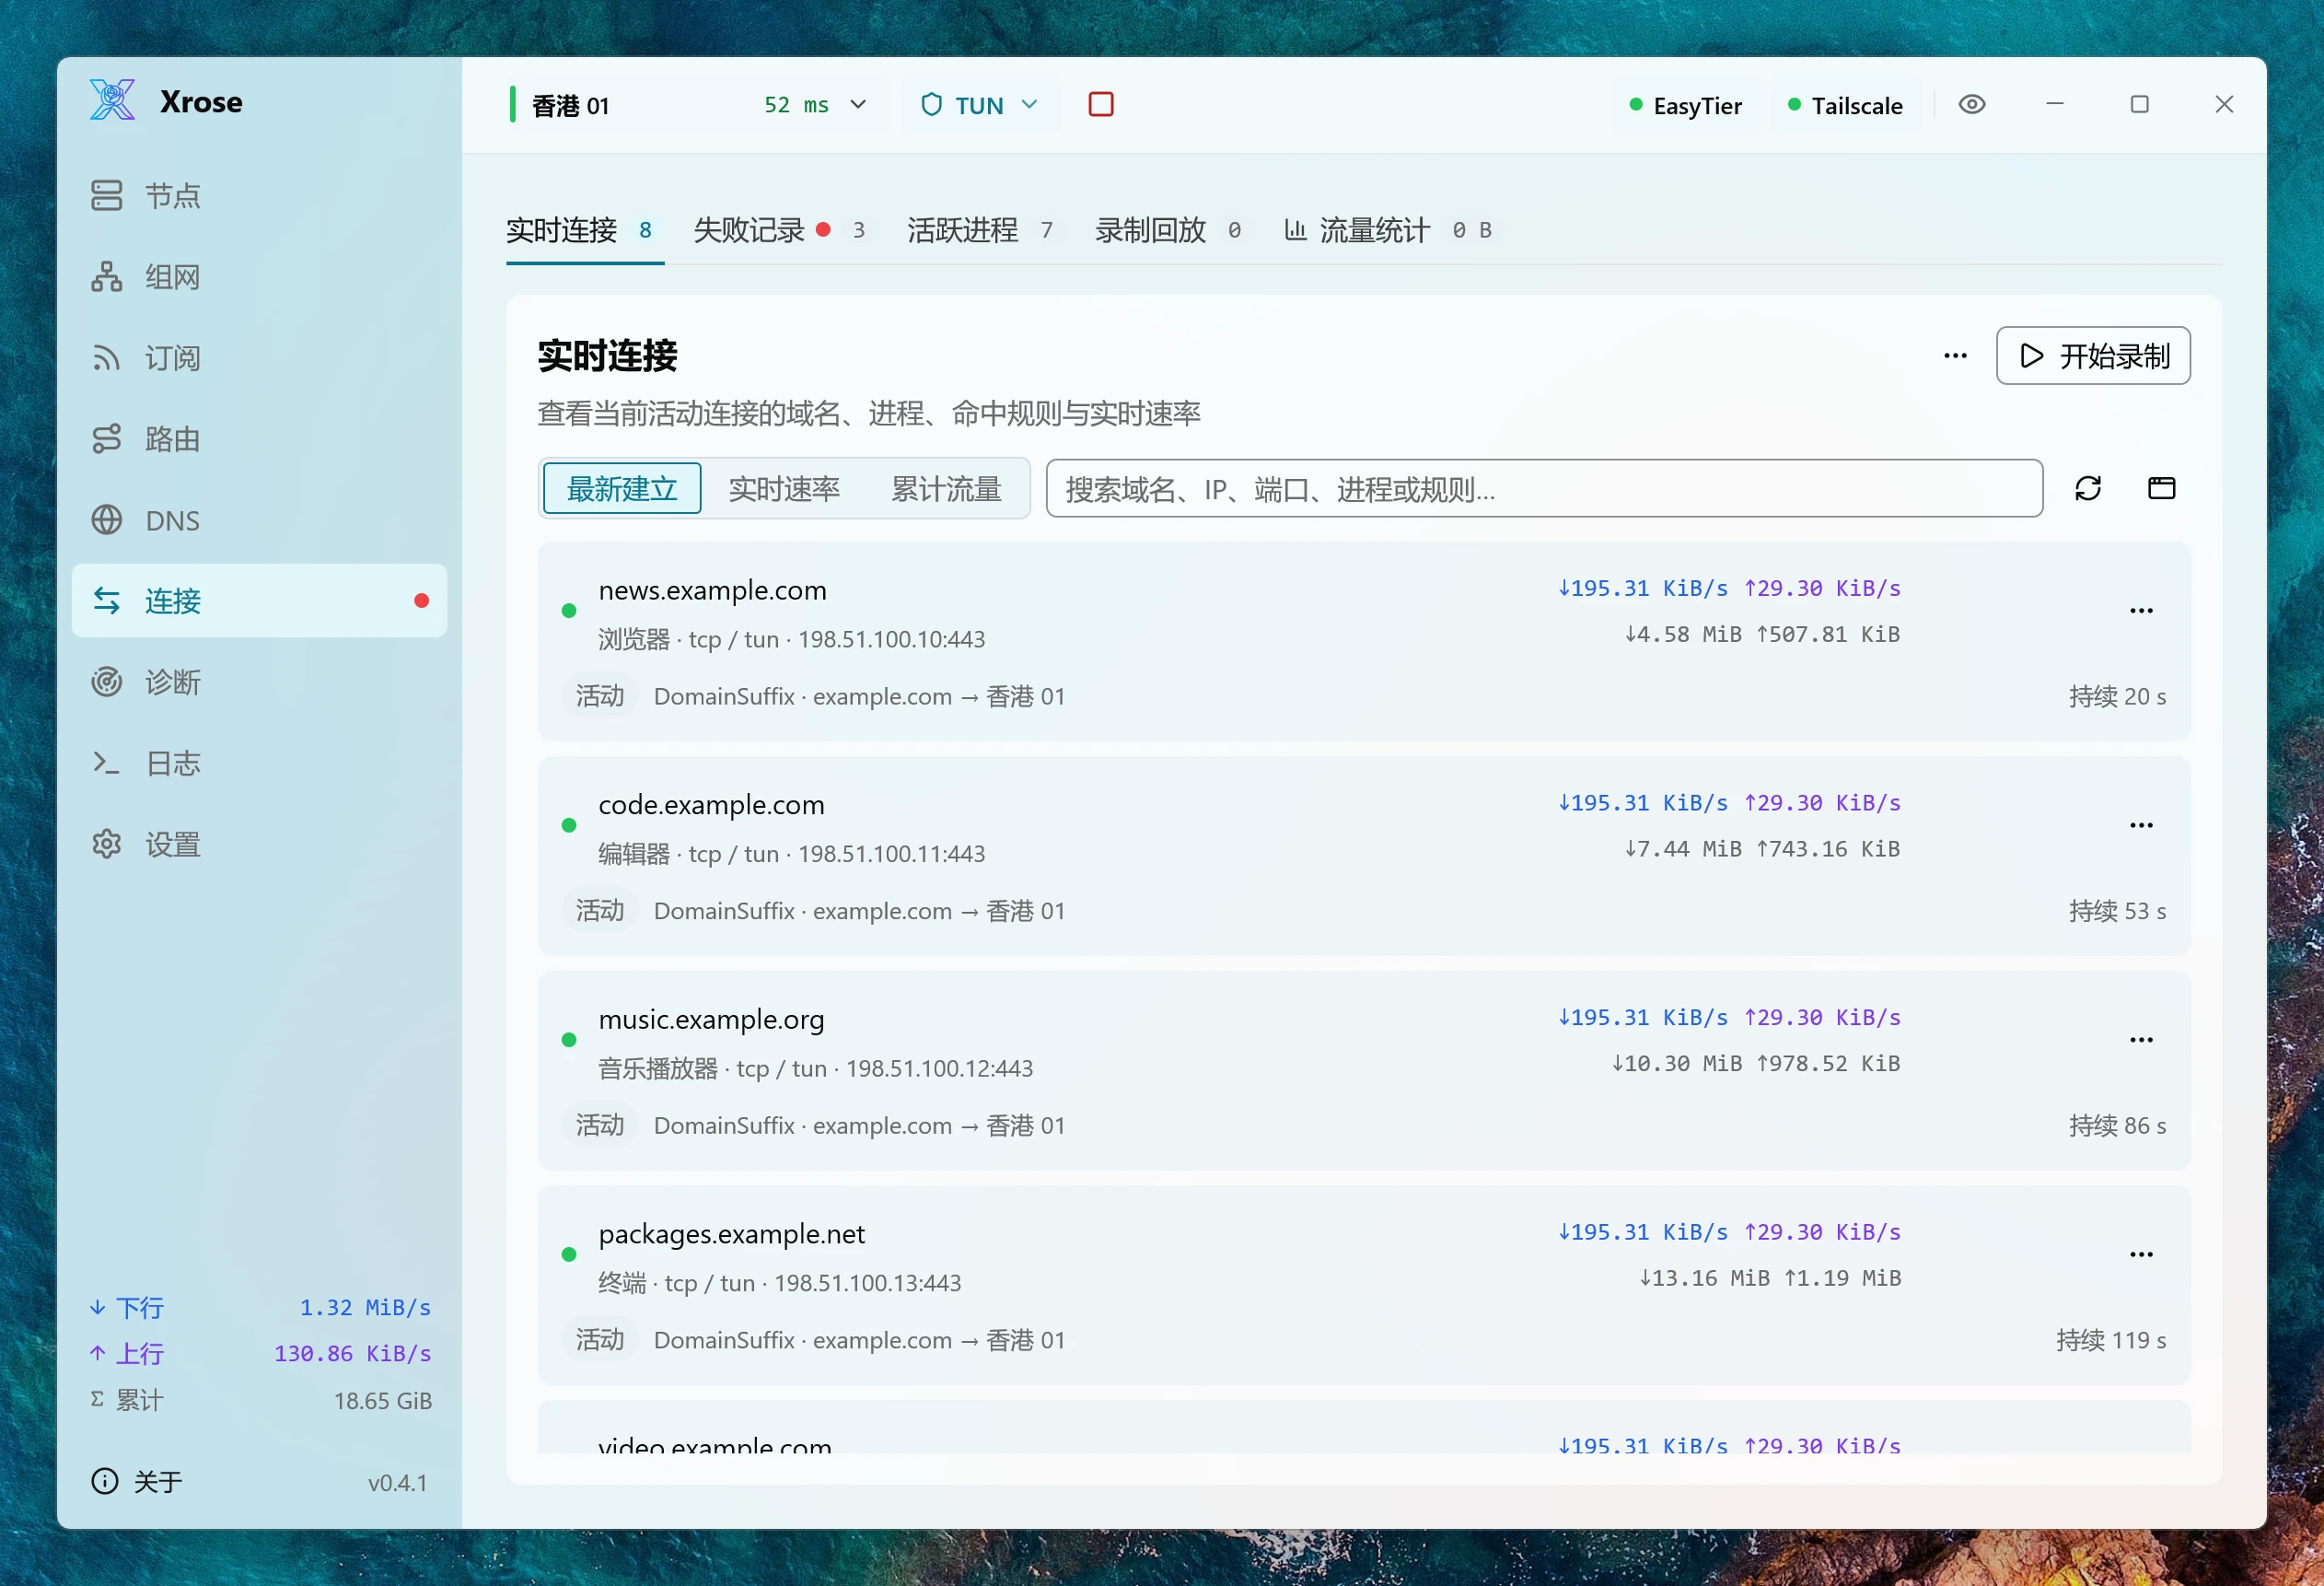 Xrose
香港 01 52 ms TUN EasyTier Tailscale
节点
组网
订阅
路由
DNS
连接
诊断
日志
设置
↓ 下行 1.32 MiB/s
↑ 上行 130.86 KiB/s
Σ 累计 18.65 GiB
关于 v0.4.1
实时连接 8 失败记录 3 活跃进程 7 录制回放 0 流量统计 0 B
实时连接
开始录制
查看当前活动连接的域名、进程、命中规则与实时速率
最新建立 实时速率 累计流量 搜索域名、IP、端口、进程或规则...
news.example.com ↓195.31 KiB/s ↑29.30 KiB/s
浏览器 · tcp / tun · 198.51.100.10:443 ↓4.58 MiB ↑507.81 KiB
活动 DomainSuffix · example.com → 香港 01 持续 20 s
code.example.com ↓195.31 KiB/s ↑29.30 KiB/s
编辑器 · tcp / tun · 198.51.100.11:443 ↓7.44 MiB ↑743.16 KiB
活动 DomainSuffix · example.com → 香港 01 持续 53 s
music.example.org ↓195.31 KiB/s ↑29.30 KiB/s
音乐播放器 · tcp / tun · 198.51.100.12:443 ↓10.30 MiB ↑978.52 KiB
活动 DomainSuffix · example.com → 香港 01 持续 86 s
packages.example.net ↓195.31 KiB/s ↑29.30 KiB/s
终端 · tcp / tun · 198.51.100.13:443 ↓13.16 MiB ↑1.19 MiB
活动 DomainSuffix · example.com → 香港 01 持续 119 s
video.example.com ↓195.31 KiB/s ↑29.30 KiB/s